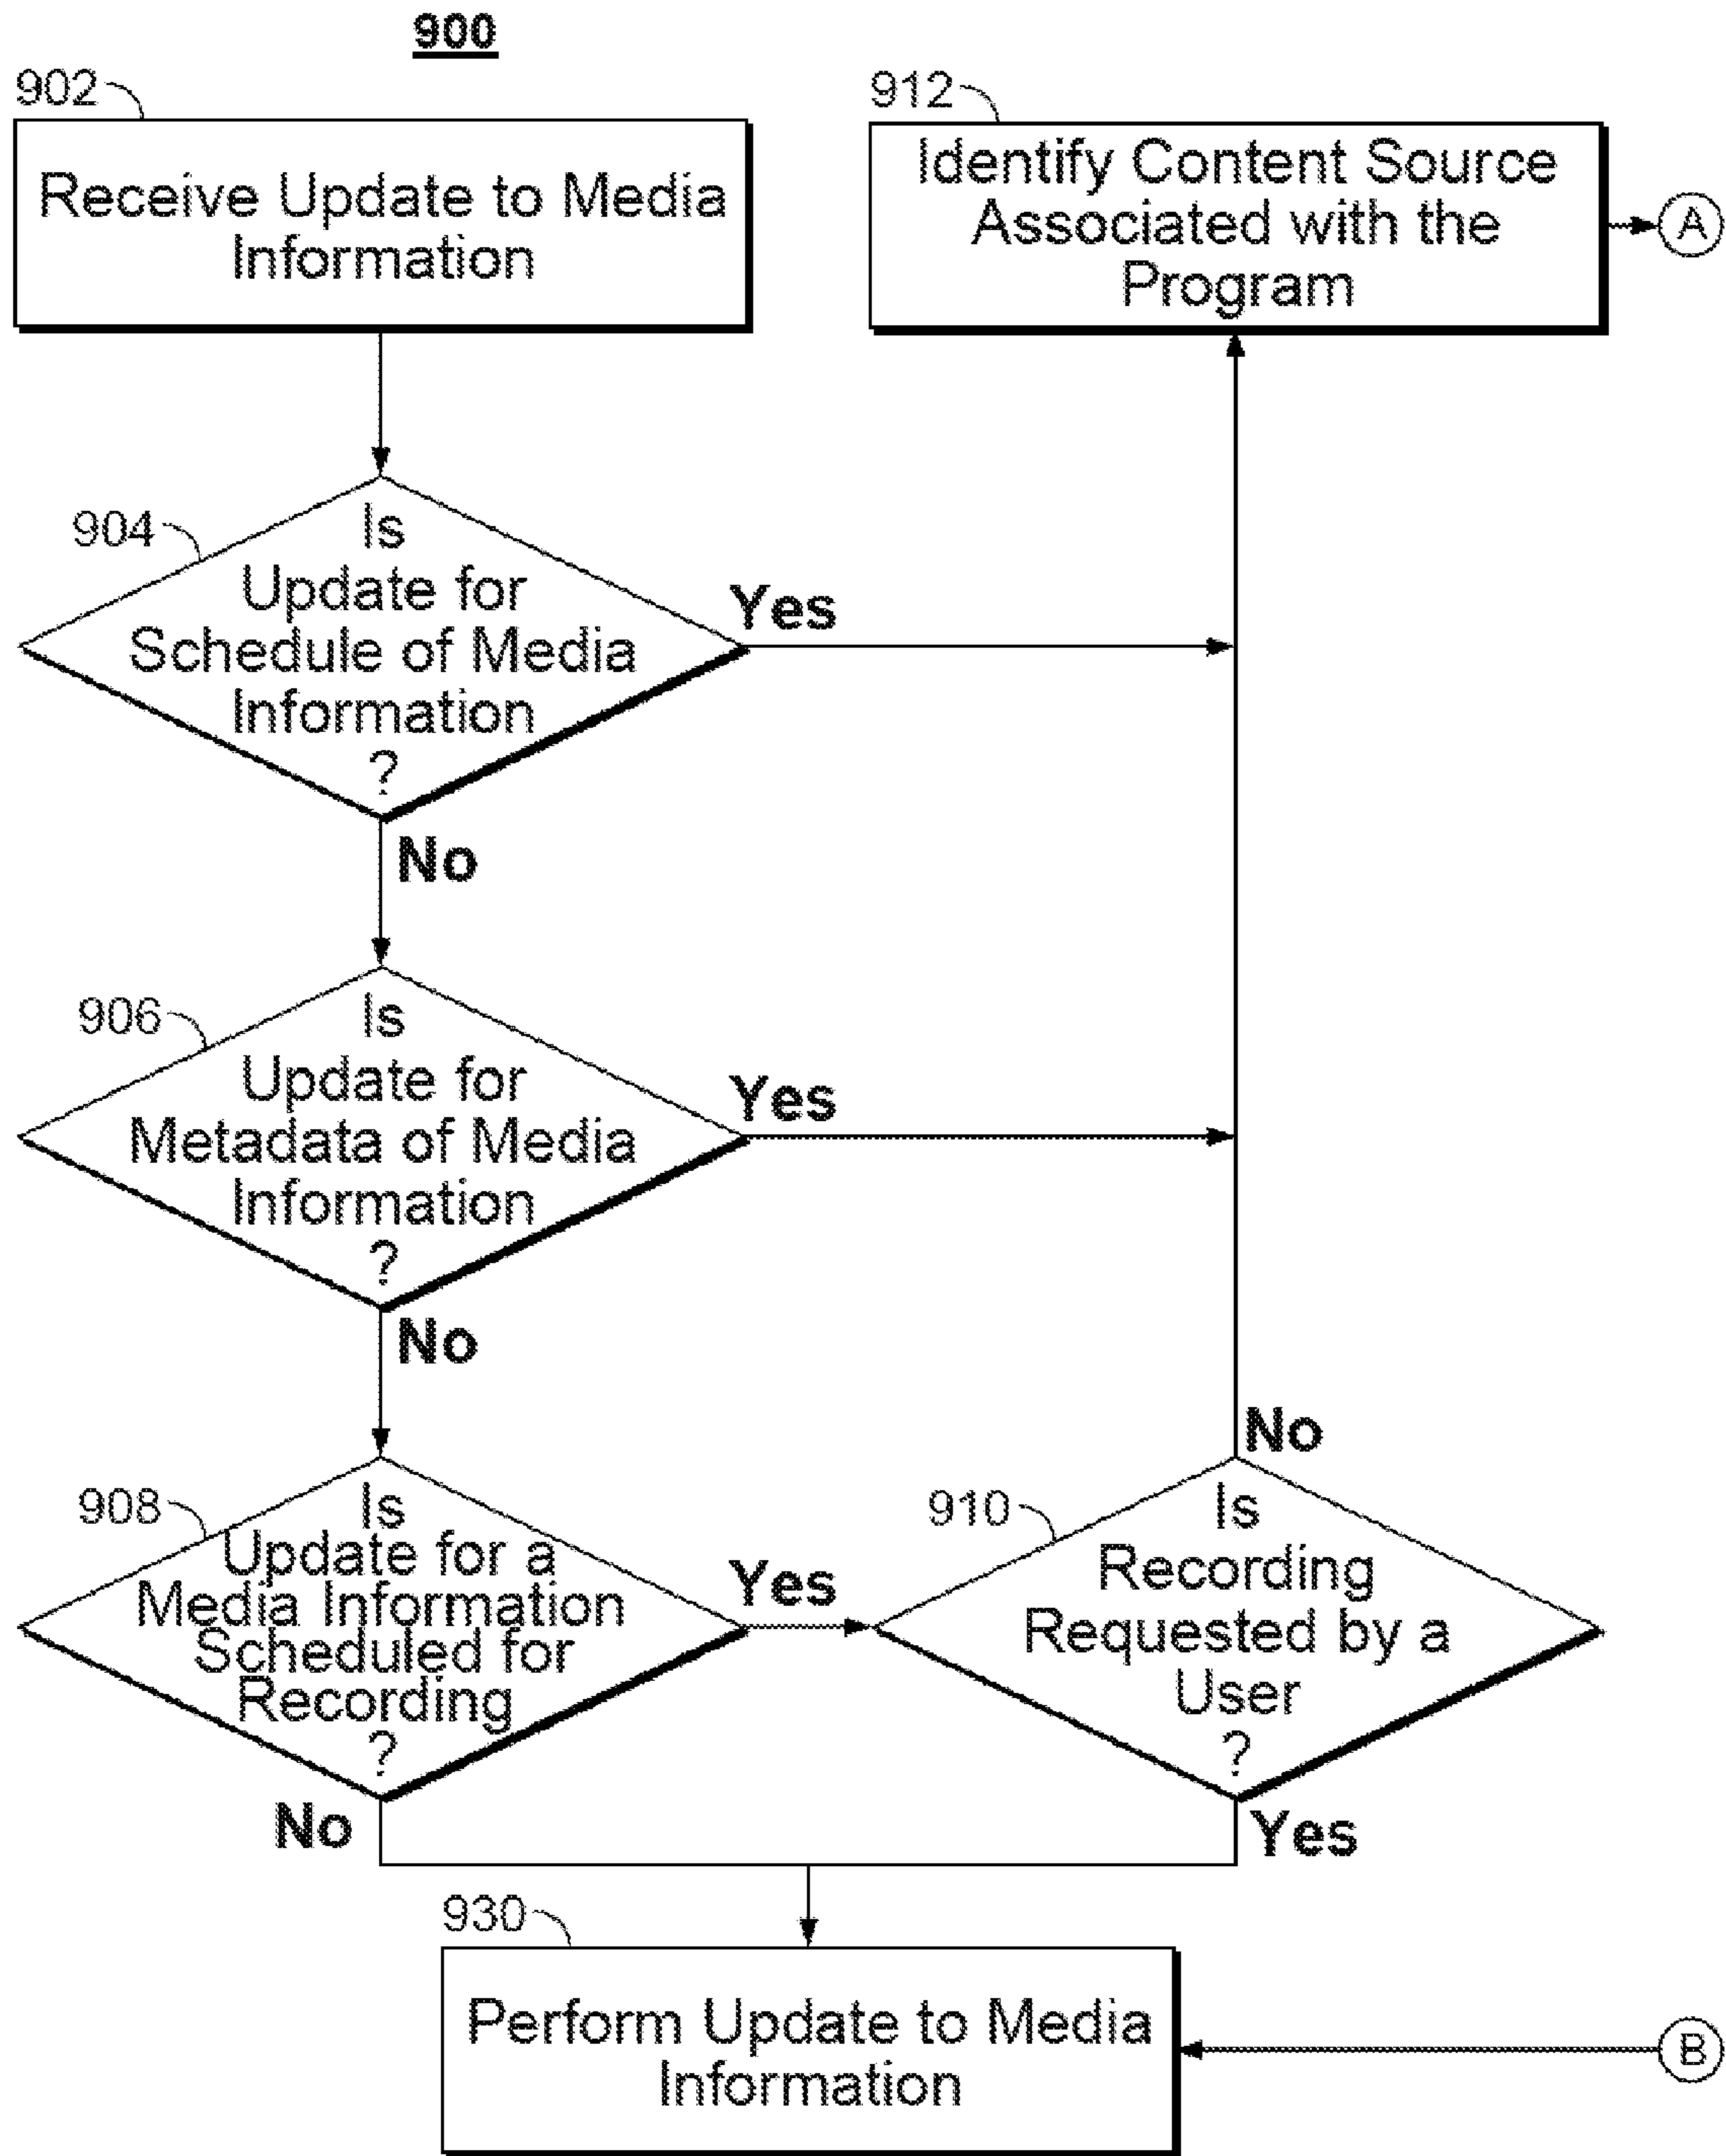 900
902
Receive Update to Media
Information
912
Identify Content Source
Associated with the
Program
A
904
Is
Update for
Schedule of Media
Information
?
Yes
No
906
Is
Update for
Metadata of Media
Information
?
Yes
No
908
Is
Update for a
Media Information
Scheduled for
Recording
?
Yes
No
910
Is
Recording
Requested by a
User
?
No
Yes
930
Perform Update to Media
Information
B